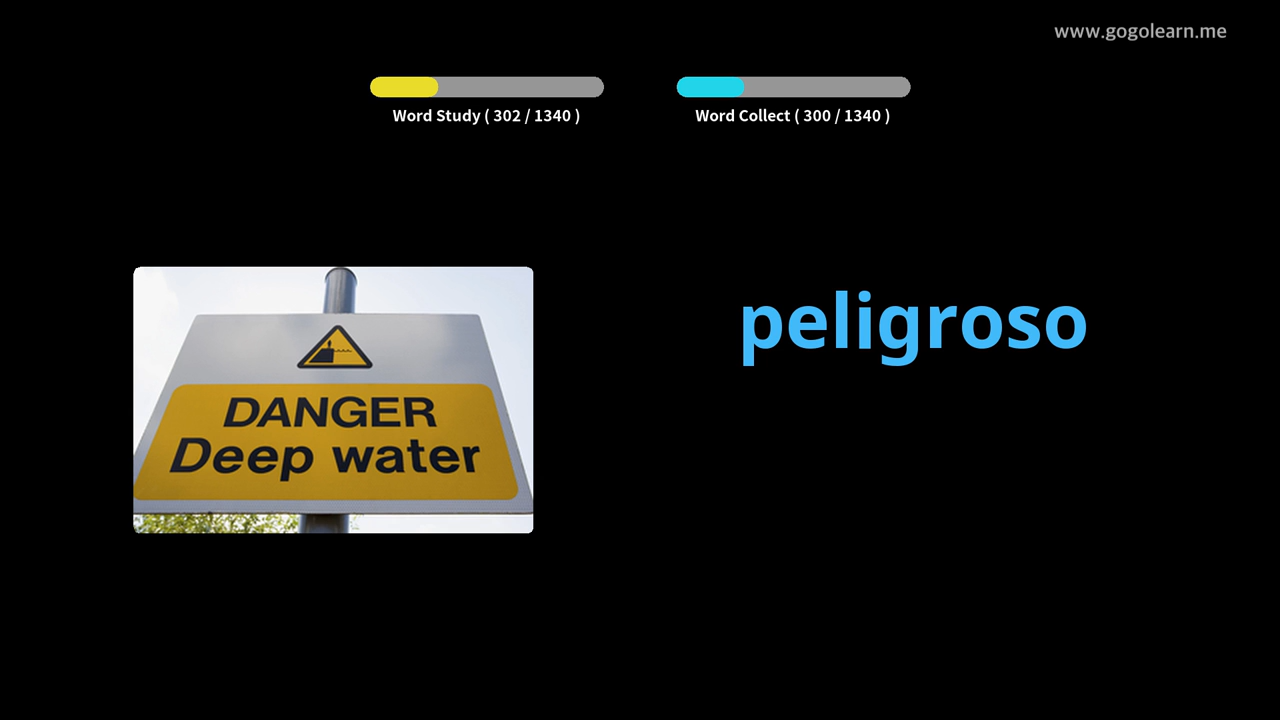 www.gogolearn.me
Word Study ( 302 / 1340 )
Word Collect ( 300 / 1340 )
DANGER
Deep water
peligroso